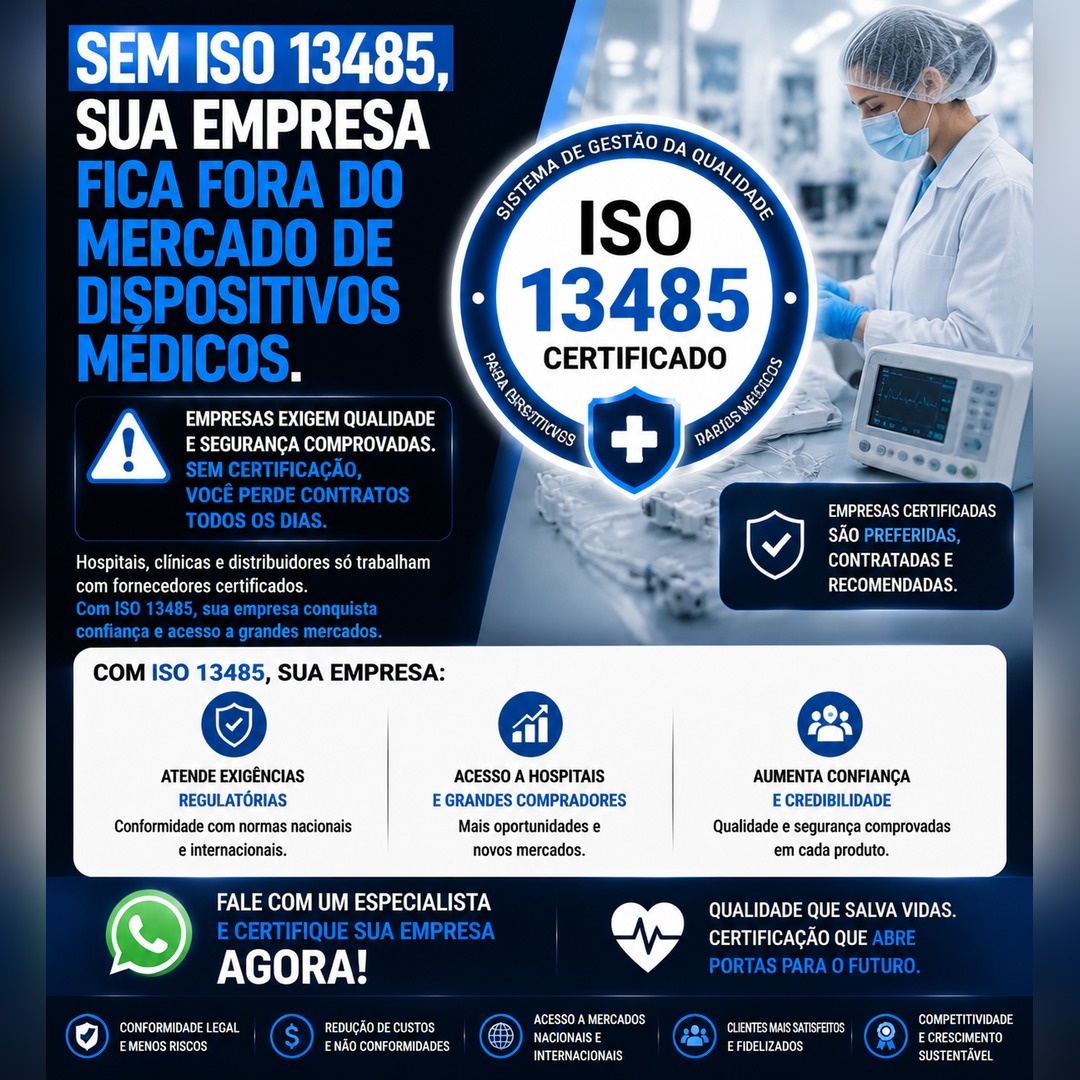 SEM ISO 13485,
SUA EMPRESA
FICA FORA DO
MERCADO DE
DISPOSITIVOS
MÉDICOS.
SISTEMA DE GESTÃO DA QUALIDADE
ISO
13485
CERTIFICADO
PARA
EMPRESAS EXIGEM QUALIDADE
E SEGURANÇA COMPROVADAS.
SEM CERTIFICAÇÃO,
VOCÊ PERDE CONTRATOS
TODOS OS DIAS.
EMPRESAS CERTIFICADAS
SÃO PREFERIDAS,
CONTRATADAS E
RECOMENDADAS.
Hospitais, clínicas e distribuidores só trabalham
com fornecedores certificados.
Com ISO 13485, sua empresa conquista
confiança e acesso a grandes mercados.
COM ISO 13485, SUA EMPRESA:
ATENDE EXIGÊNCIAS
REGULATÓRIAS
Conformidade com normas nacionais
e internacionais.
ACESSO A HOSPITAIS
E GRANDES COMPRADORES
Mais oportunidades e
novos mercados.
AUMENTA CONFIANÇA
E CREDIBILIDADE
Qualidade e segurança comprovadas
em cada produto.
FALE COM UM ESPECIALISTA
E CERTIFIQUE SUA EMPRESA
AGORA!
QUALIDADE QUE SALVA VIDAS.
CERTIFICAÇÃO QUE ABRE
PORTAS PARA O FUTURO.
CONFORMIDADE LEGAL
E MENOS RISCOS
REDUÇÃO DE CUSTOS
E NÃO CONFORMIDADES
ACESSO A MERCADOS
NACIONAIS E
INTERNACIONAIS
CLIENTES MAIS SATISFEITOS
E FIDELIZADOS
COMPETITIVIDADE
E CRESCIMENTO
SUSTENTÁVEL